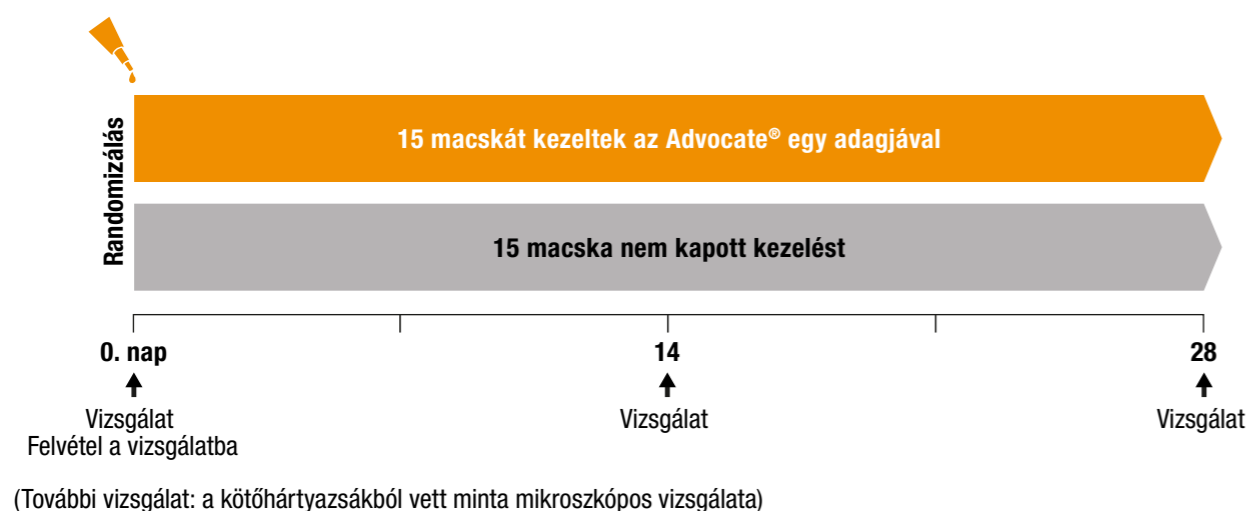 Randomizálás
15 macskát kezeltek az Advocate® egy adagjával
15 macska nem kapott kezelést
0. nap
14
28
Vizsgálat
Felvétel a vizsgálatba
Vizsgálat
Vizsgálat
(További vizsgálat: a kötőhártyazsákból vett minta mikroszkópos vizsgálata)